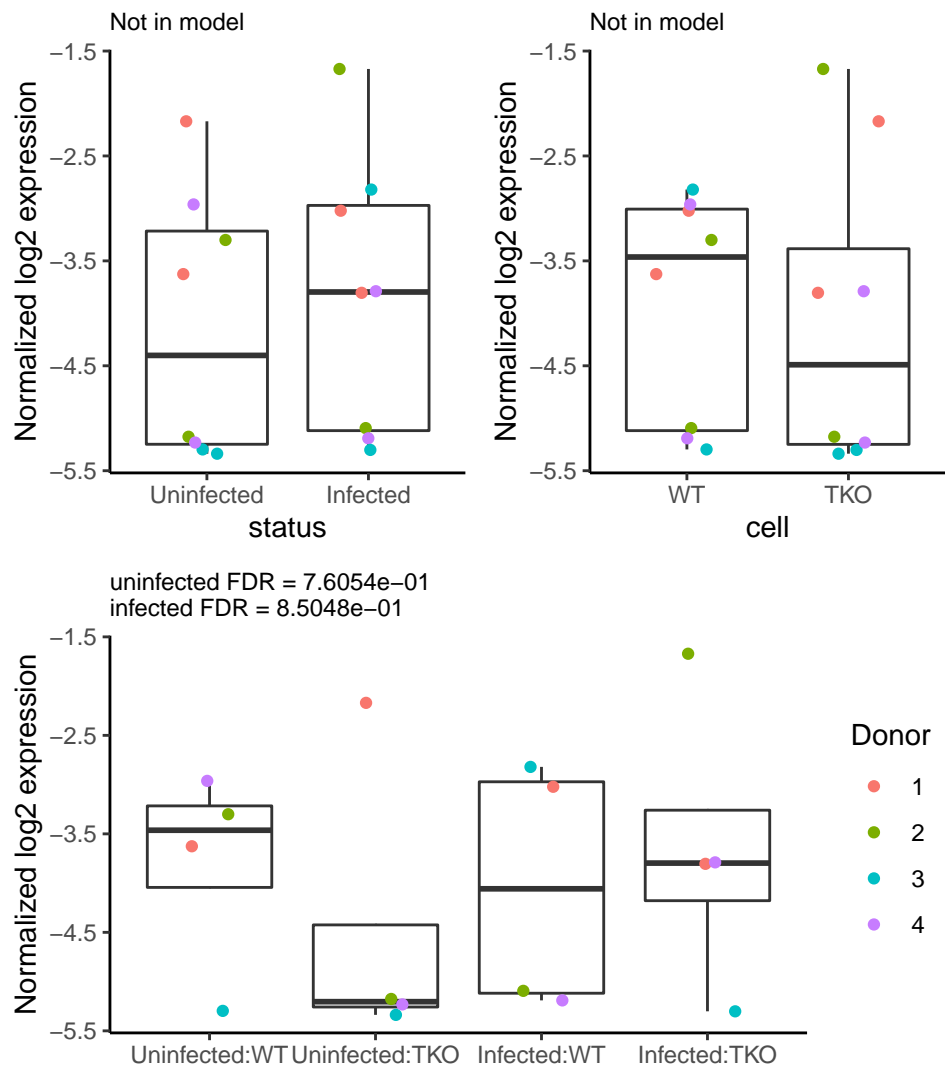 Not in model
Normalized log2 expression
−1.5
−2.5
−3.5
−4.5
−5.5
Uninfected Infected
status
Not in model
Normalized log2 expression
−1.5
−2.5
−3.5
−4.5
−5.5
WT TKO
cell
uninfected FDR = 7.6054e−01
infected FDR = 8.5048e−01
Normalized log2 expression
−1.5
−2.5
−3.5
−4.5
−5.5
Uninfected:WT Uninfected:TKO Infected:WT Infected:TKO
Donor
1
2
3
4